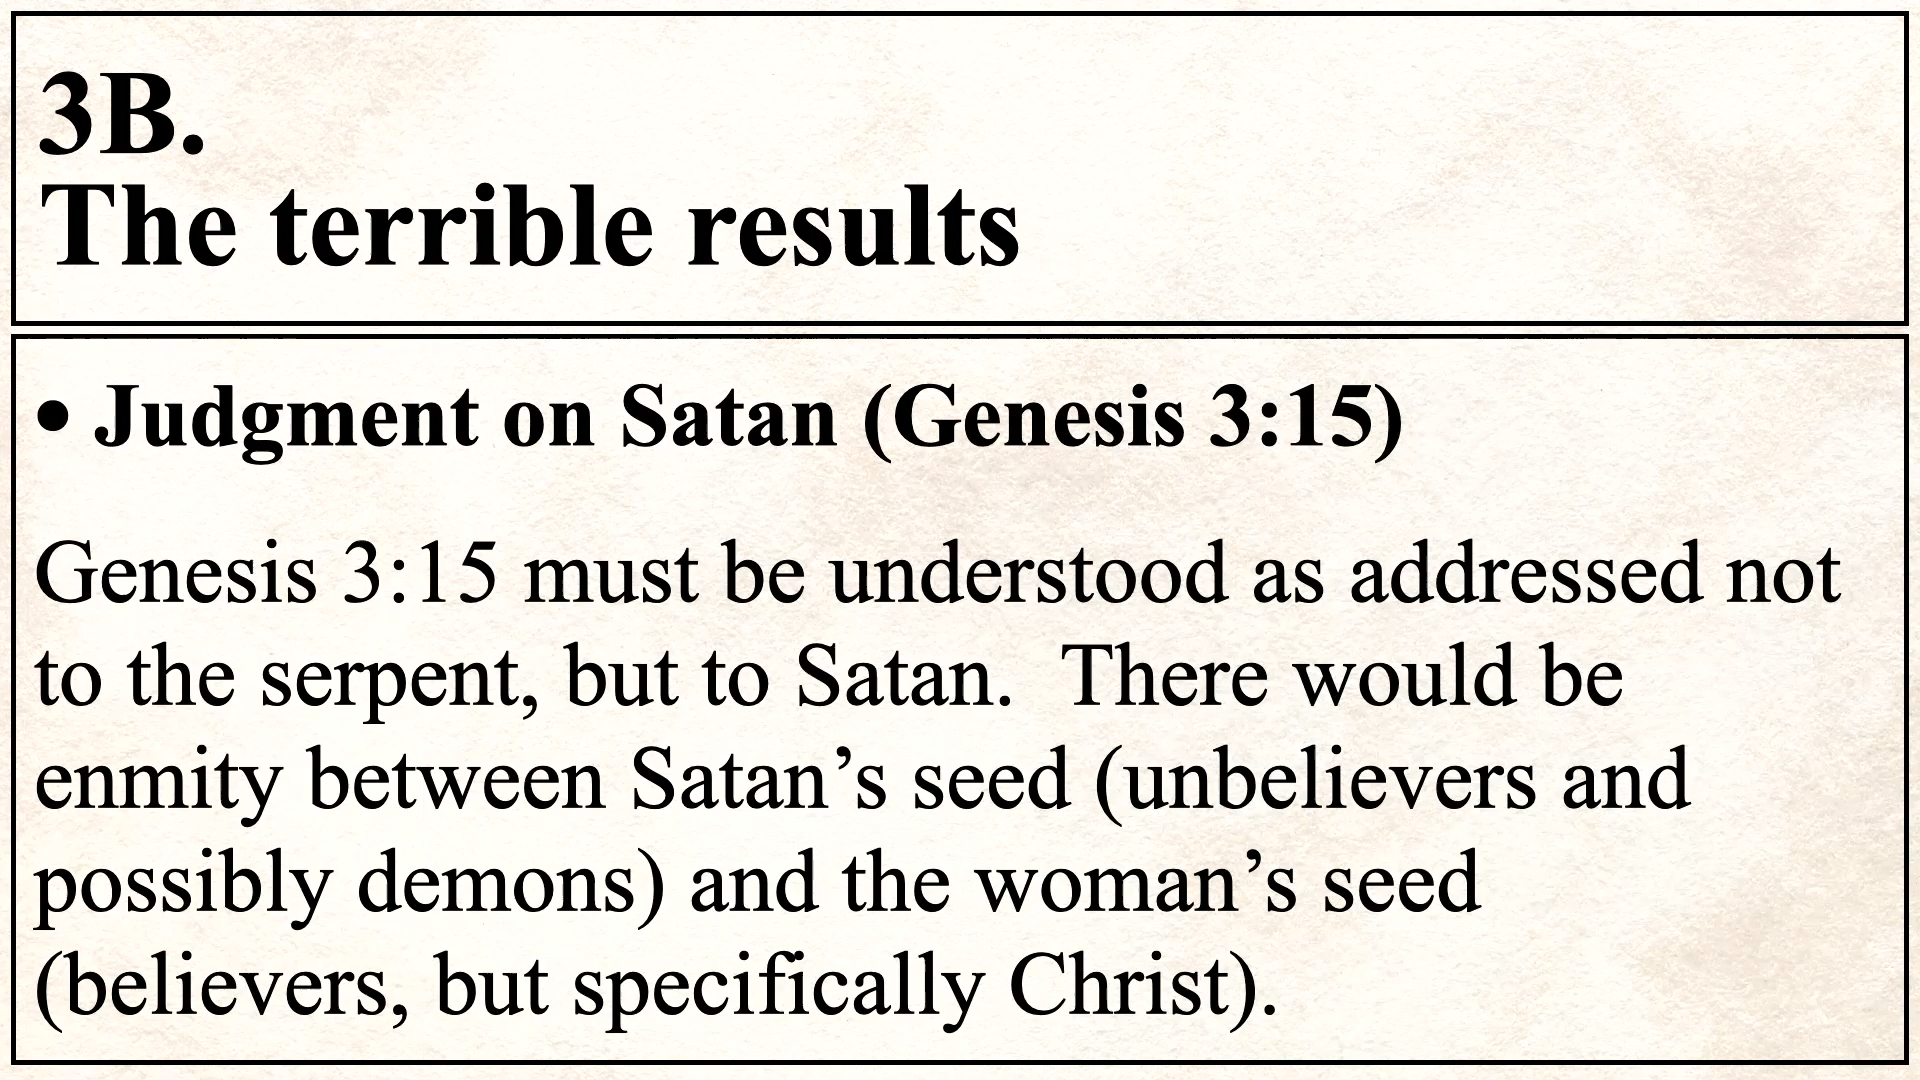 3B.
The terrible results
• Judgment on Satan (Genesis 3:15)
Genesis 3:15 must be understood as addressed not
to the serpent, but to Satan.  There would be
enmity between Satan’s seed (unbelievers and
possibly demons) and the woman’s seed
(believers, but specifically Christ).